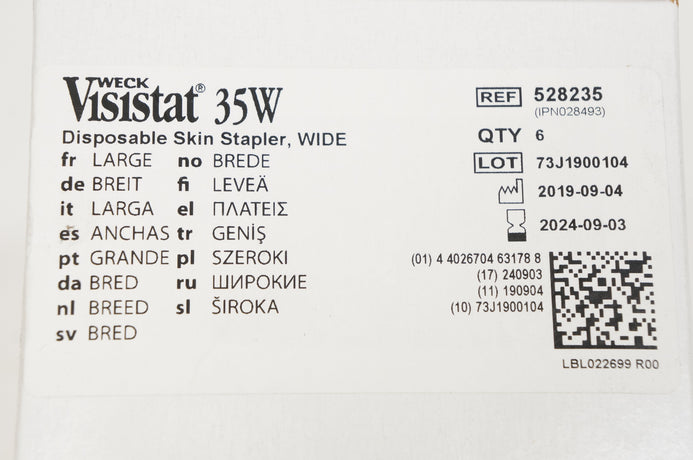 WECK
Visistat® 35W
Disposable Skin Stapler, WIDE
fr LARGE no BREDE
de BREIT fi LEVEÄ
it LARGA el ΠΛΑΤΕΙΣ
es ANCHAS tr GENİŞ
pt GRANDE pl SZEROKI
da BRED ru ШИРОКИЕ
nl BREED sl ŠIROKA
sv BRED
REF 528235
(IPN028493)
QTY 6
LOT 73J1900104
2019-09-04
2024-09-03
(01) 4 4026704 63178 8
(17) 240903
(11) 190904
(10) 73J1900104
LBL022699 R00